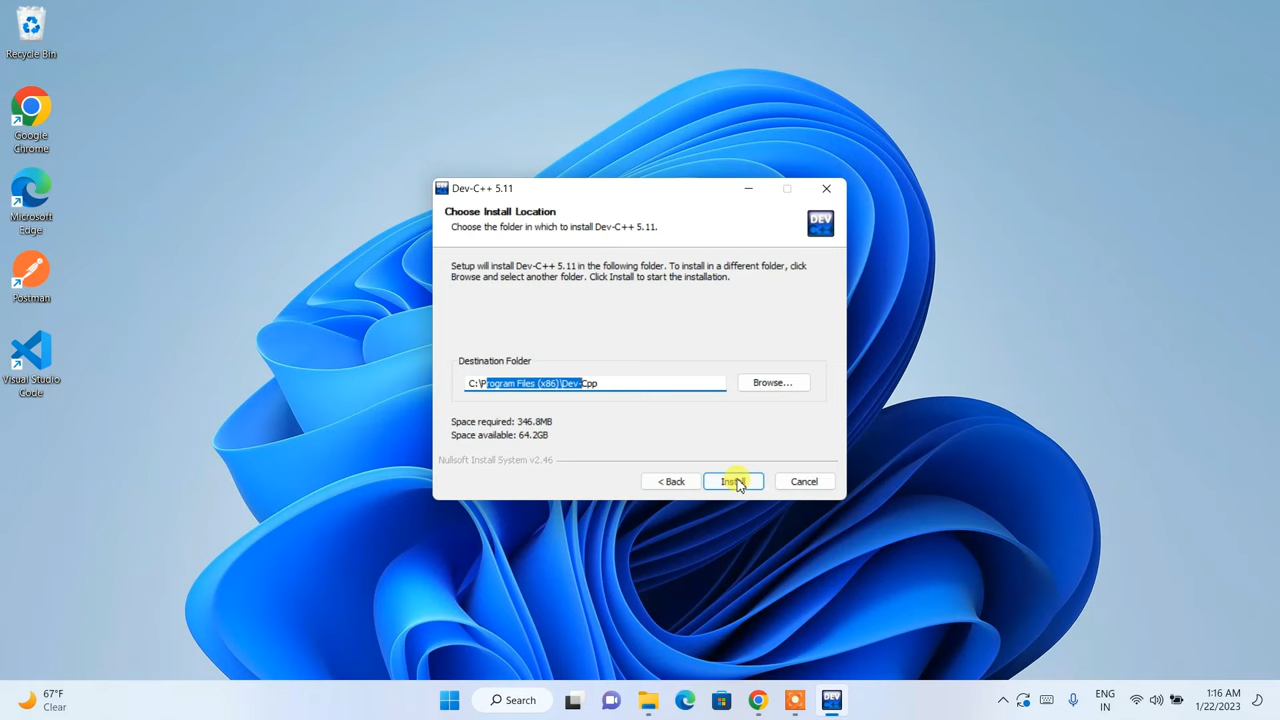 Recycle Bin
Google
Chrome
Microsoft
Edge
Postman
Visual Studio
Code
Dev-C++ 5.11
Choose Install Location
Choose the folder in which to install Dev-C++ 5.11.
DEV
C++
Setup will install Dev-C++ 5.11 in the following folder. To install in a different folder, click
Browse and select another folder. Click Install to start the installation.
Destination Folder
C:\Program Files (x86)\Dev-Cpp
Browse...
Space required: 346.8MB
Space available: 64.2GB
Nullsoft Install System v2.46
< Back
Install
Cancel
67°F
Clear
Search
DEV
ENG
IN
1:16 AM
1/22/2023